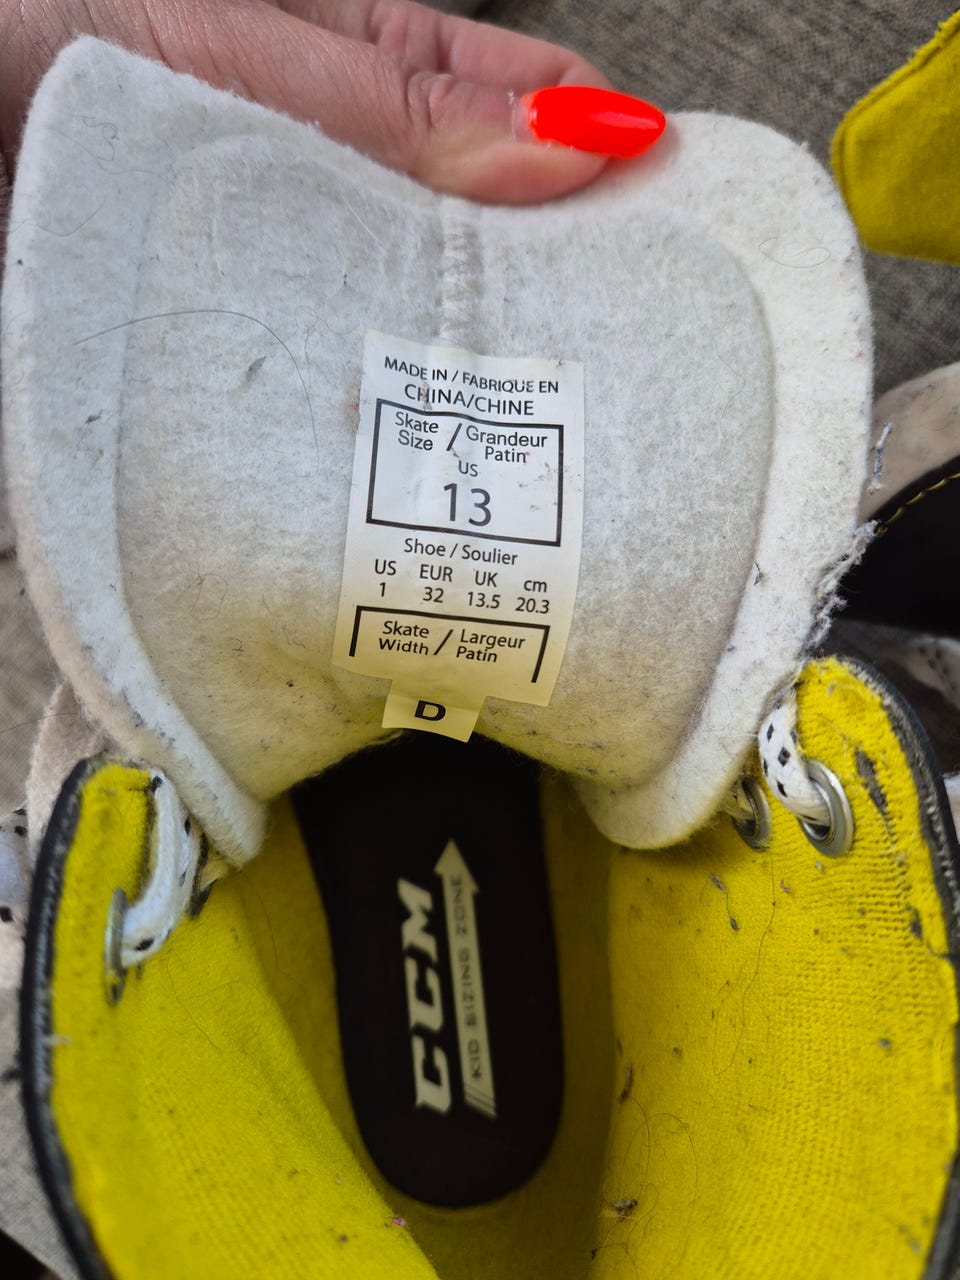 MADE IN / FABRIQUE EN
CHINA/CHINE
Skate Size / Grandeur Patin
US
13
Shoe / Soulier
US EUR UK cm
1 32 13.5 20.3
Skate Width / Largeur Patin
D
CCM
KID SIZING ZONE